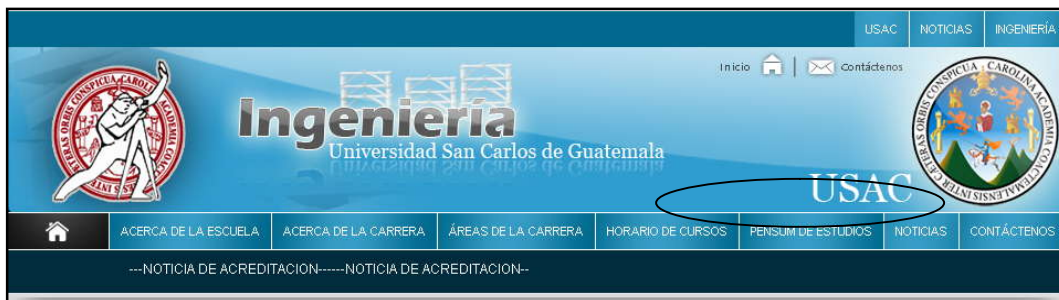 USAC NOTICIAS INGENIERÍA
Inicio Contáctenos
Ingeniería
Universidad San Carlos de Guatemala
USAC
ACERCA DE LA ESCUELA ACERCA DE LA CARRERA ÁREAS DE LA CARRERA HORARIO DE CURSOS PENSUM DE ESTUDIOS NOTICIAS CONTÁCTENOS
---NOTICIA DE ACREDITACION------NOTICIA DE ACREDITACION--